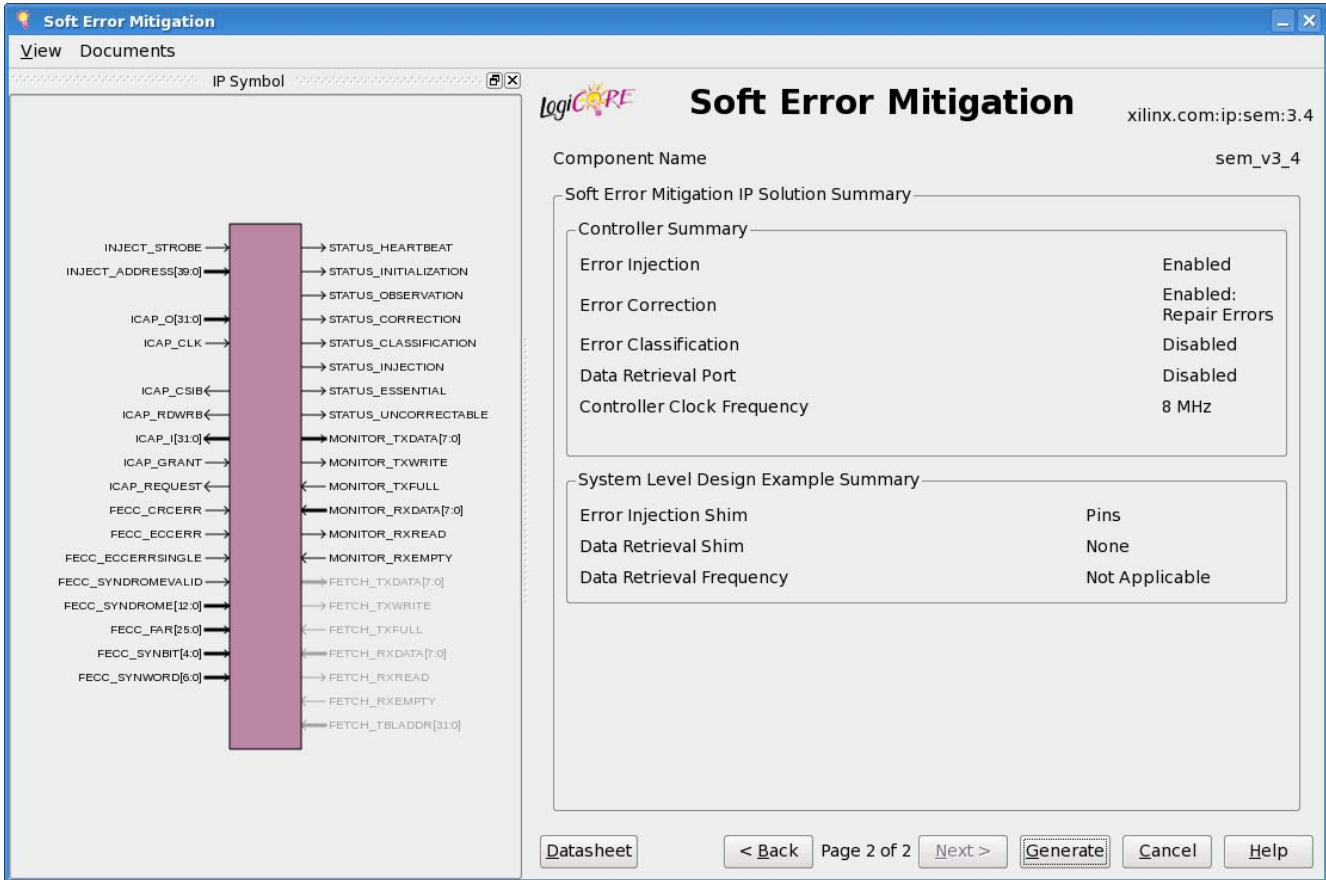 Soft Error Mitigation
View Documents
IP Symbol
INJECT_STROBE
INJECT_ADDRESS[39:0]
ICAP_O[31:0]
ICAP_CLK
ICAP_CSIB
ICAP_RDWRB
ICAP_I[31:0]
ICAP_GRANT
ICAP_REQUEST
FECC_CRCERR
FECC_ECCERR
FECC_ECCERRSINGLE
FECC_SYNDROMEVALID
FECC_SYNDROME[12:0]
FECC_FAR[25:0]
FECC_SYNBIT[4:0]
FECC_SYNWORD[6:0]
STATUS_HEARTBEAT
STATUS_INITIALIZATION
STATUS_OBSERVATION
STATUS_CORRECTION
STATUS_CLASSIFICATION
STATUS_INJECTION
STATUS_ESSENTIAL
STATUS_UNCORRECTABLE
MONITOR_TXDATA[7:0]
MONITOR_TXWRITE
MONITOR_TXFULL
MONITOR_RXDATA[7:0]
MONITOR_RXREAD
MONITOR_RXEMPTY
FETCH_TXDATA[7:0]
FETCH_TXWRITE
FETCH_TXFULL
FETCH_RXDATA[7:0]
FETCH_RXREAD
FETCH_RXEMPTY
FETCH_TBLADDR[31:0]
LogiCORE Soft Error Mitigation xilinx.com:ip:sem:3.4
Component Name sem_v3_4
Soft Error Mitigation IP Solution Summary
Controller Summary
Error Injection Enabled
Error Correction Enabled:
Repair Errors
Error Classification Disabled
Data Retrieval Port Disabled
Controller Clock Frequency 8 MHz
System Level Design Example Summary
Error Injection Shim Pins
Data Retrieval Shim None
Data Retrieval Frequency Not Applicable
Datasheet < Back Page 2 of 2 Next > Generate Cancel Help